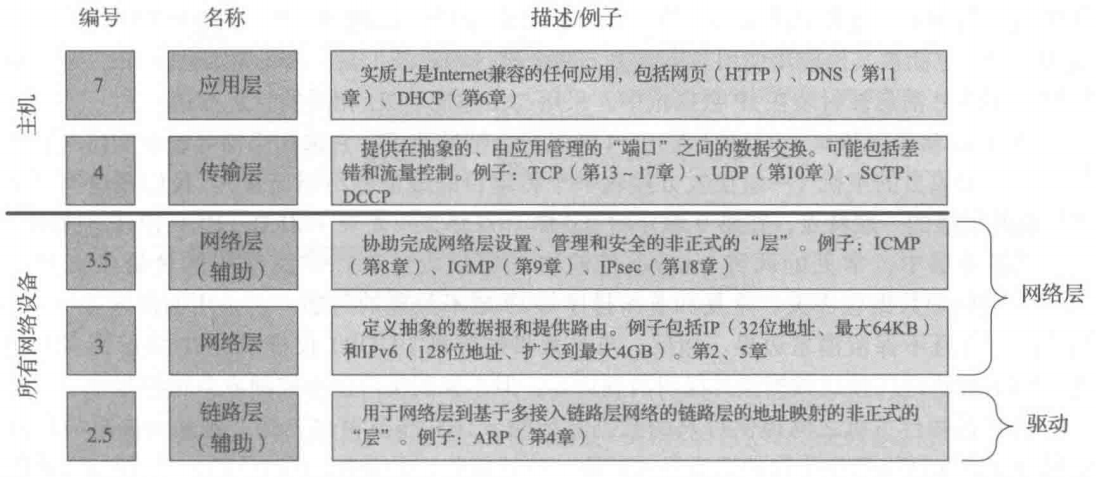 编号 名称 描述/例子
主机
7 应用层 实质上是Internet兼容的任何应用，包括网页（HTTP）、DNS（第11
章）、DHCP（第6章）
4 传输层 提供在抽象的、由应用管理的“端口”之间的数据交换。可能包括差
错和流量控制。例子：TCP（第13～17章）、UDP（第10章）、SCTP、
DCCP
所有网络设备
3.5 网络层
（辅助）
协助完成网络层设置、管理和安全的非正式的“层”。例子：ICMP
（第8章）、IGMP（第9章）、IPsec（第18章）
网络层
3 网络层 定义抽象的数据报和提供路由。例子包括IP（32位地址、最大64KB）
和IPv6（128位地址、扩大到最大4GB）。第2、5章
2.5 链路层
（辅助）
用于网络层到基于多接入链路层网络的链路层的地址映射的非正式的
“层”。例子：ARP（第4章）
驱动